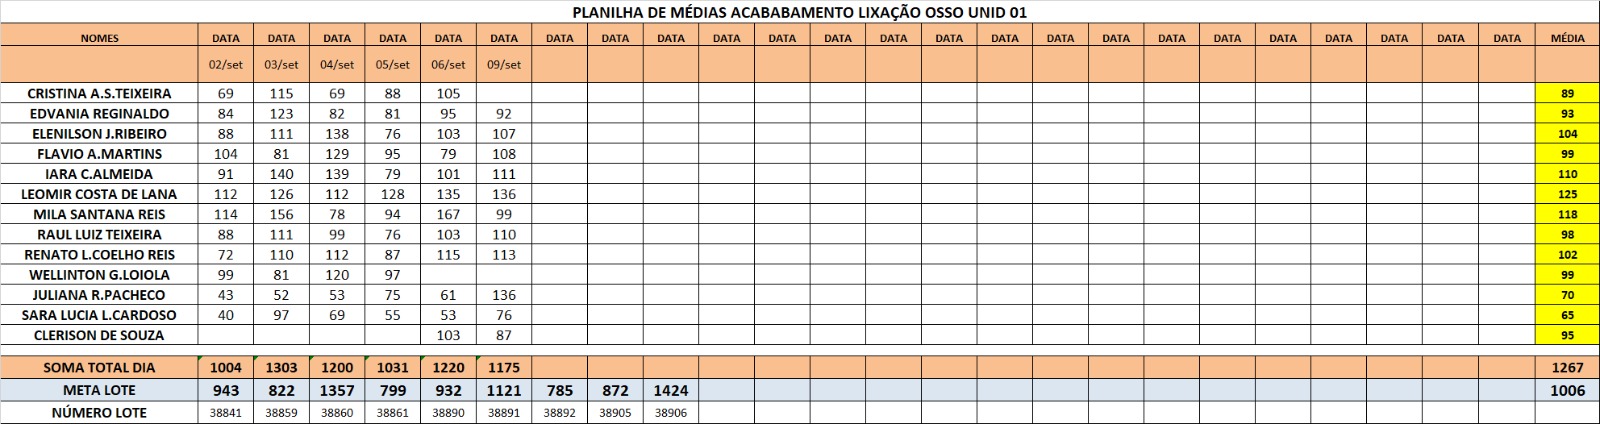 PLANILHA DE MÉDIAS ACABABAMENTO LIXAÇÃO OSSO UNID 01
NOMES DATA DATA DATA DATA DATA DATA DATA DATA DATA DATA DATA DATA DATA DATA DATA DATA DATA DATA DATA DATA DATA DATA DATA DATA MÉDIA
02/set 03/set 04/set 05/set 06/set 09/set
CRISTINA A.S.TEIXEIRA 69 115 69 88 105 89
EDVANIA REGINALDO 84 123 82 81 95 92 93
ELENILSON J.RIBEIRO 88 111 138 76 103 107 104
FLAVIO A.MARTINS 104 81 129 95 79 108 99
IARA C.ALMEIDA 91 140 139 79 101 111 110
LEOMIR COSTA DE LANA 112 126 112 128 135 136 125
MILA SANTANA REIS 114 156 78 94 167 99 118
RAUL LUIZ TEIXEIRA 88 111 99 76 103 110 98
RENATO L.COELHO REIS 72 110 112 87 115 113 102
WELLINTON G.LOIOLA 99 81 120 97 99
JULIANA R.PACHECO 43 52 53 75 61 136 70
SARA LUCIA L.CARDOSO 40 97 69 55 53 76 65
CLERISON DE SOUZA 103 87 95
SOMA TOTAL DIA 1004 1303 1200 1031 1220 1175 1267
META LOTE 943 822 1357 799 932 1121 785 872 1424 1006
NÚMERO LOTE 38841 38859 38860 38861 38890 38891 38892 38905 38906